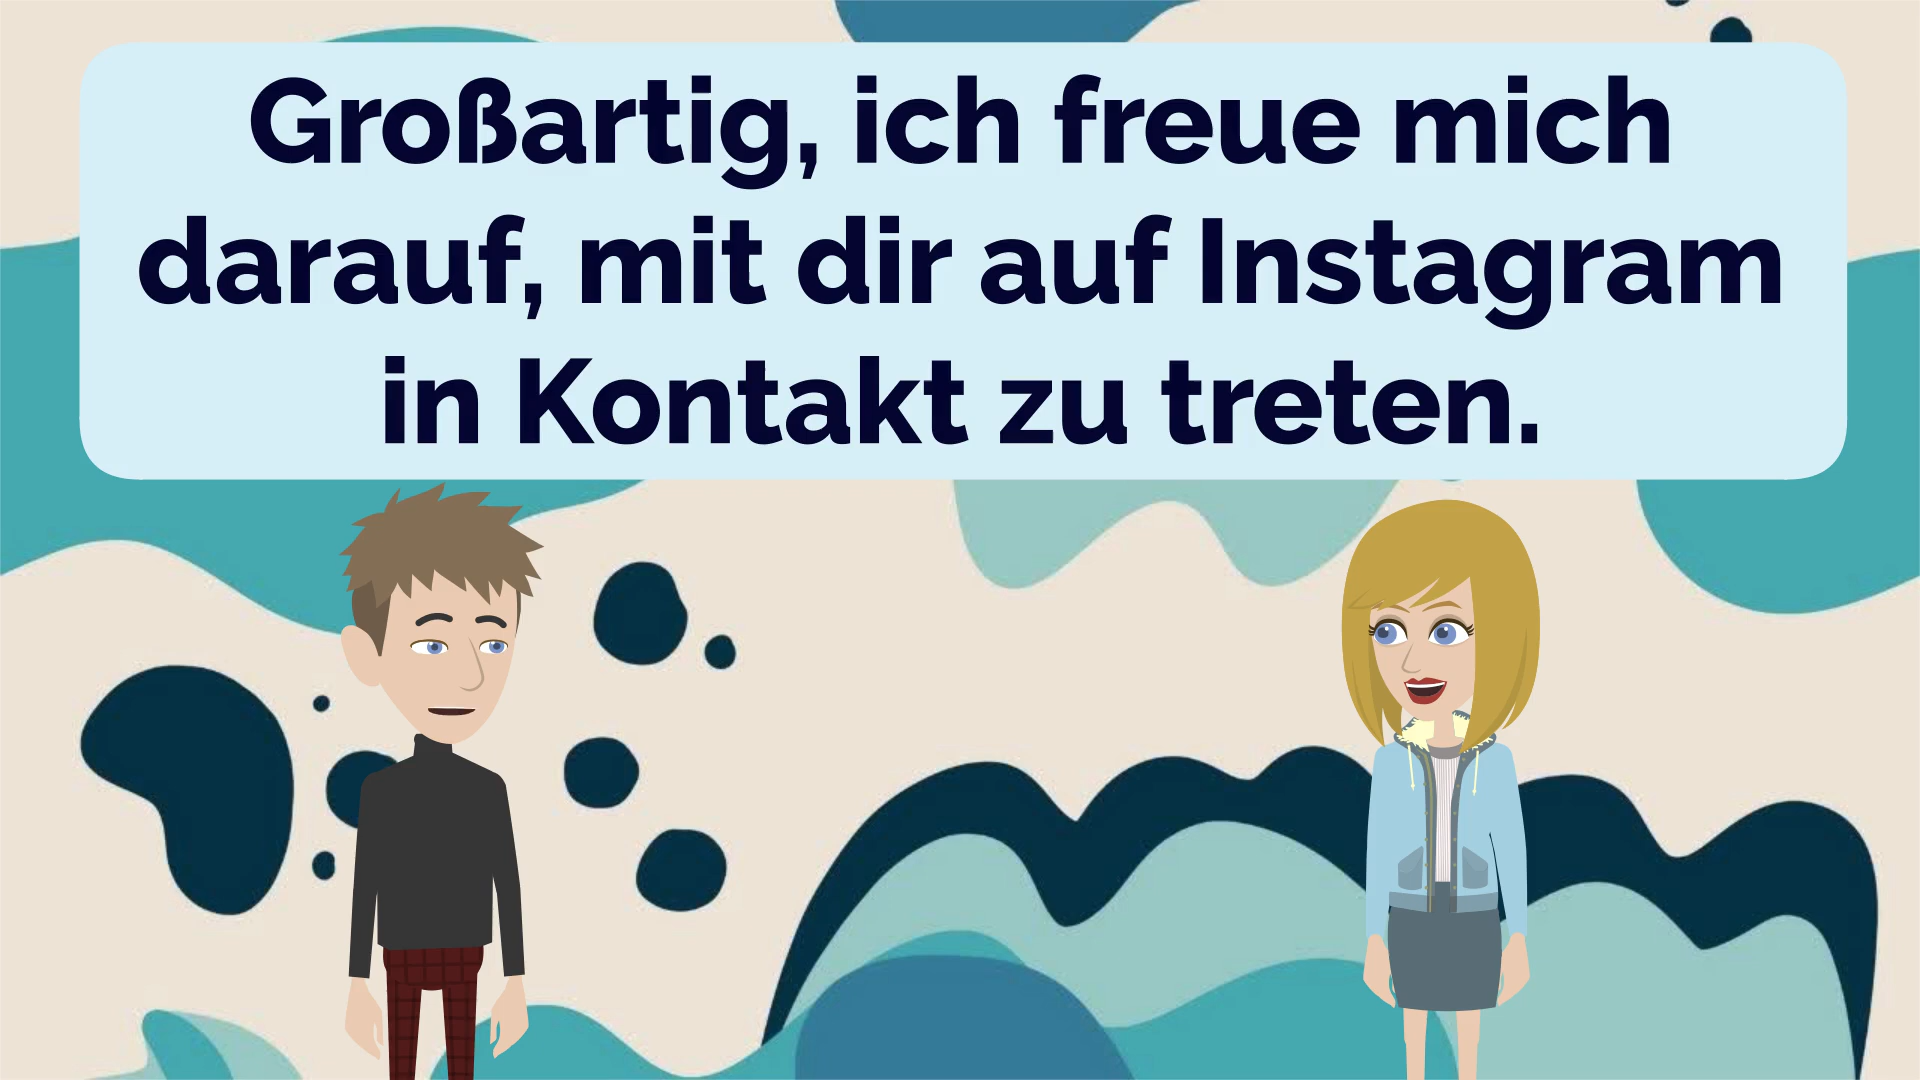 Großartig, ich freue mich
darauf, mit dir auf Instagram
in Kontakt zu treten.